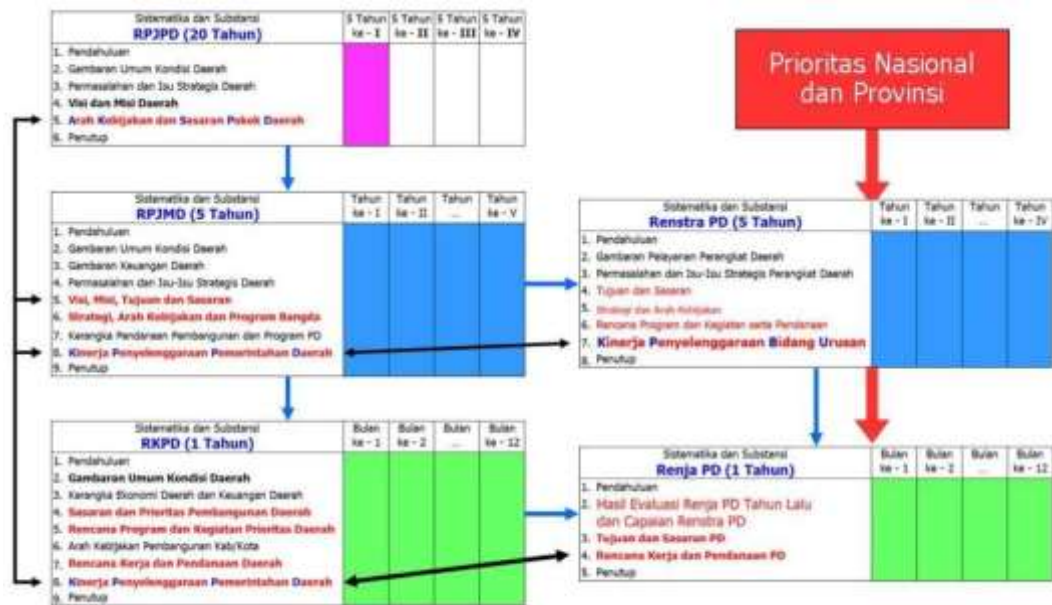 Sistematika dan Substansi
RPJPD (20 Tahun)
5 Tahun ke - I
5 Tahun ke - II
5 Tahun ke - III
5 Tahun ke - IV
1. Pendahuluan
2. Gambaran Umum Kondisi Daerah
3. Permasalahan dan Isu Strategis Daerah
4. Visi dan Misi Daerah
5. Arah Kebijakan dan Sasaran Pokok Daerah
6. Penutup
Prioritas Nasional
dan Provinsi
Sistematika dan Substansi
RPJMD (5 Tahun)
Tahun ke - I
Tahun ke - II
Tahun ...
Tahun ke - V
1. Pendahuluan
2. Gambaran Umum Kondisi Daerah
3. Gambaran Keuangan Daerah
4. Permasalahan dan Isu-Isu Strategis Daerah
5. Visi, Misi, Tujuan dan Sasaran
6. Strategi, Arah Kebijakan dan Program Bangda
7. Kerangka Pendanaan Pembangunan dan Program PD
8. Kinerja Penyelenggaraan Pemerintahan Daerah
9. Penutup
Sistematika dan Substansi
Renstra PD (5 Tahun)
Tahun ke - I
Tahun ke - II
Tahun ...
Tahun ke - IV
1. Pendahuluan
2. Gambaran Pelayanan Perangkat Daerah
3. Permasalahan dan Isu-Isu Strategis Perangkat Daerah
4. Tujuan dan Sasaran
5. Strategi dan Arah Kebijakan
6. Rencana Program dan Kegiatan serta Pendanaan
7. Kinerja Penyelenggaraan Bidang Urusan
8. Penutup
Sistematika dan Substansi
RKPD (1 Tahun)
Bulan ke - 1
Bulan ke - 2
Bulan ...
Bulan ke - 12
1. Pendahuluan
2. Gambaran Umum Kondisi Daerah
3. Kerangka Ekonomi Daerah dan Keuangan Daerah
4. Sasaran dan Prioritas Pembangunan Daerah
5. Rencana Program dan Kegiatan Prioritas Daerah
6. Arah Kebijakan Pembangunan Kab/Kota
7. Rencana Kerja dan Pendanaan Daerah
8. Kinerja Penyelenggaraan Pemerintahan Daerah
9. Penutup
Sistematika dan Substansi
Renja PD (1 Tahun)
Bulan ke - 1
Bulan ke - 2
Bulan ...
Bulan ke - 12
1. Pendahuluan
2. Hasil Evaluasi Renja PD Tahun Lalu
dan Capaian Renstra PD
3. Tujuan dan Sasaran PD
4. Rencana Kerja dan Pendanaan PD
5. Penutup